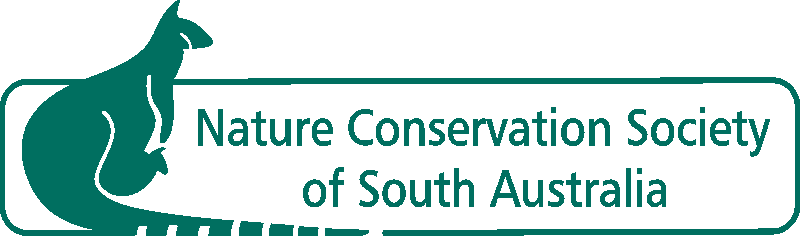 Nature Conservation Society
of South Australia